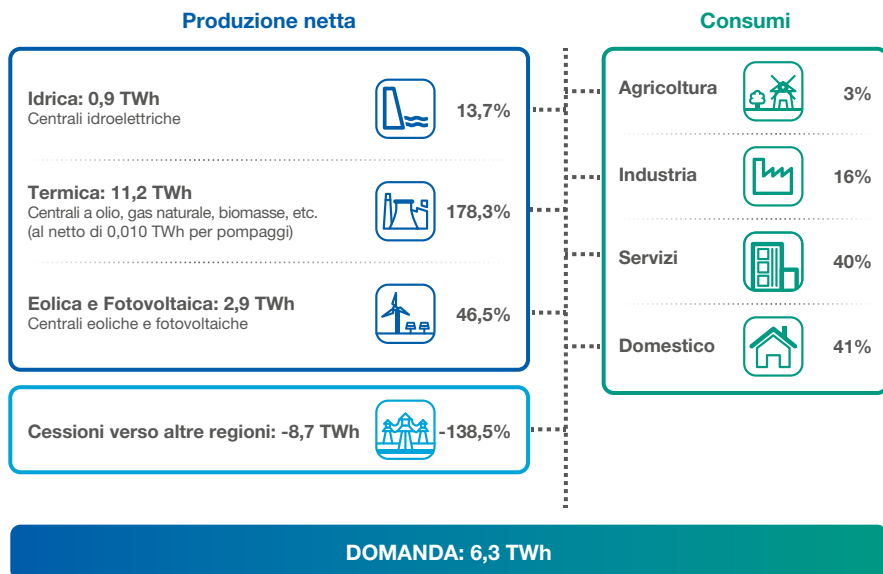 Produzione netta
Idrica: 0,9 TWh
Centrali idroelettriche
13,7%
Termica: 11,2 TWh
Centrali a olio, gas naturale, biomasse, etc.
(al netto di 0,010 TWh per pompaggi)
178,3%
Eolica e Fotovoltaica: 2,9 TWh
Centrali eoliche e fotovoltaiche
46,5%
Cessioni verso altre regioni: -8,7 TWh
-138,5%
Consumi
Agricoltura
3%
Industria
16%
Servizi
40%
Domestico
41%
DOMANDA: 6,3 TWh